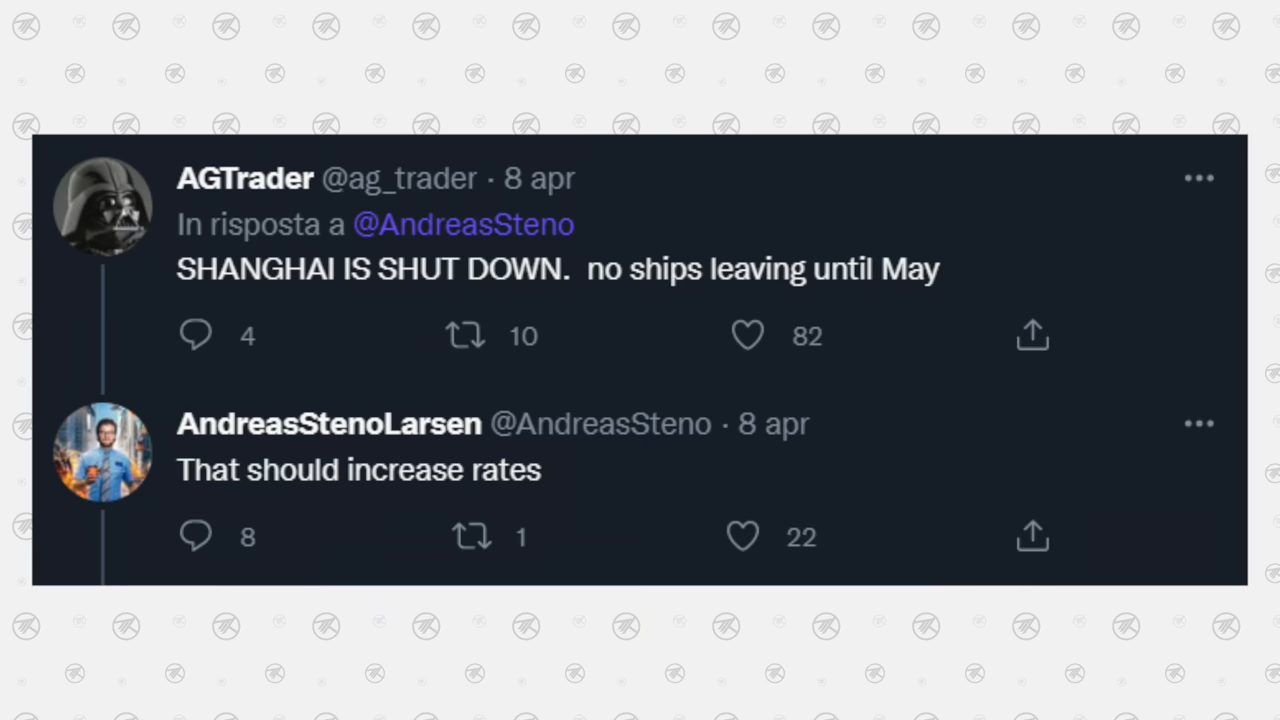 AGTrader @ag_trader · 8 apr
In risposta a @AndreasSteno
SHANGHAI IS SHUT DOWN.  no ships leaving until May
4 10 82
AndreasStenoLarsen @AndreasSteno · 8 apr
That should increase rates
8 1 22